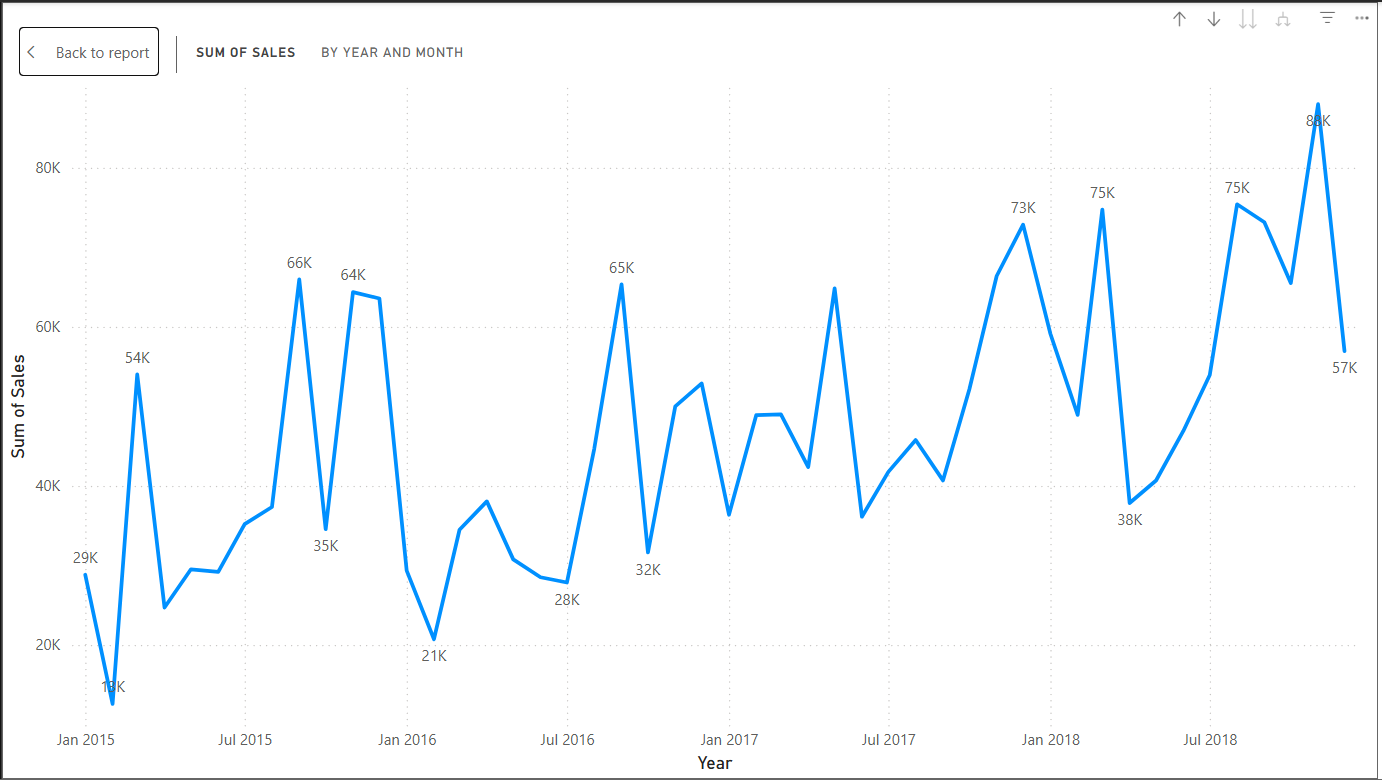 Back to report
SUM OF SALES BY YEAR AND MONTH
Sum of Sales
80K
60K
40K
20K
29K
13K
54K
66K
35K
64K
21K
28K
65K
32K
73K
75K
38K
75K
88K
57K
Jan 2015 Jul 2015 Jan 2016 Jul 2016 Jan 2017 Jul 2017 Jan 2018 Jul 2018
Year